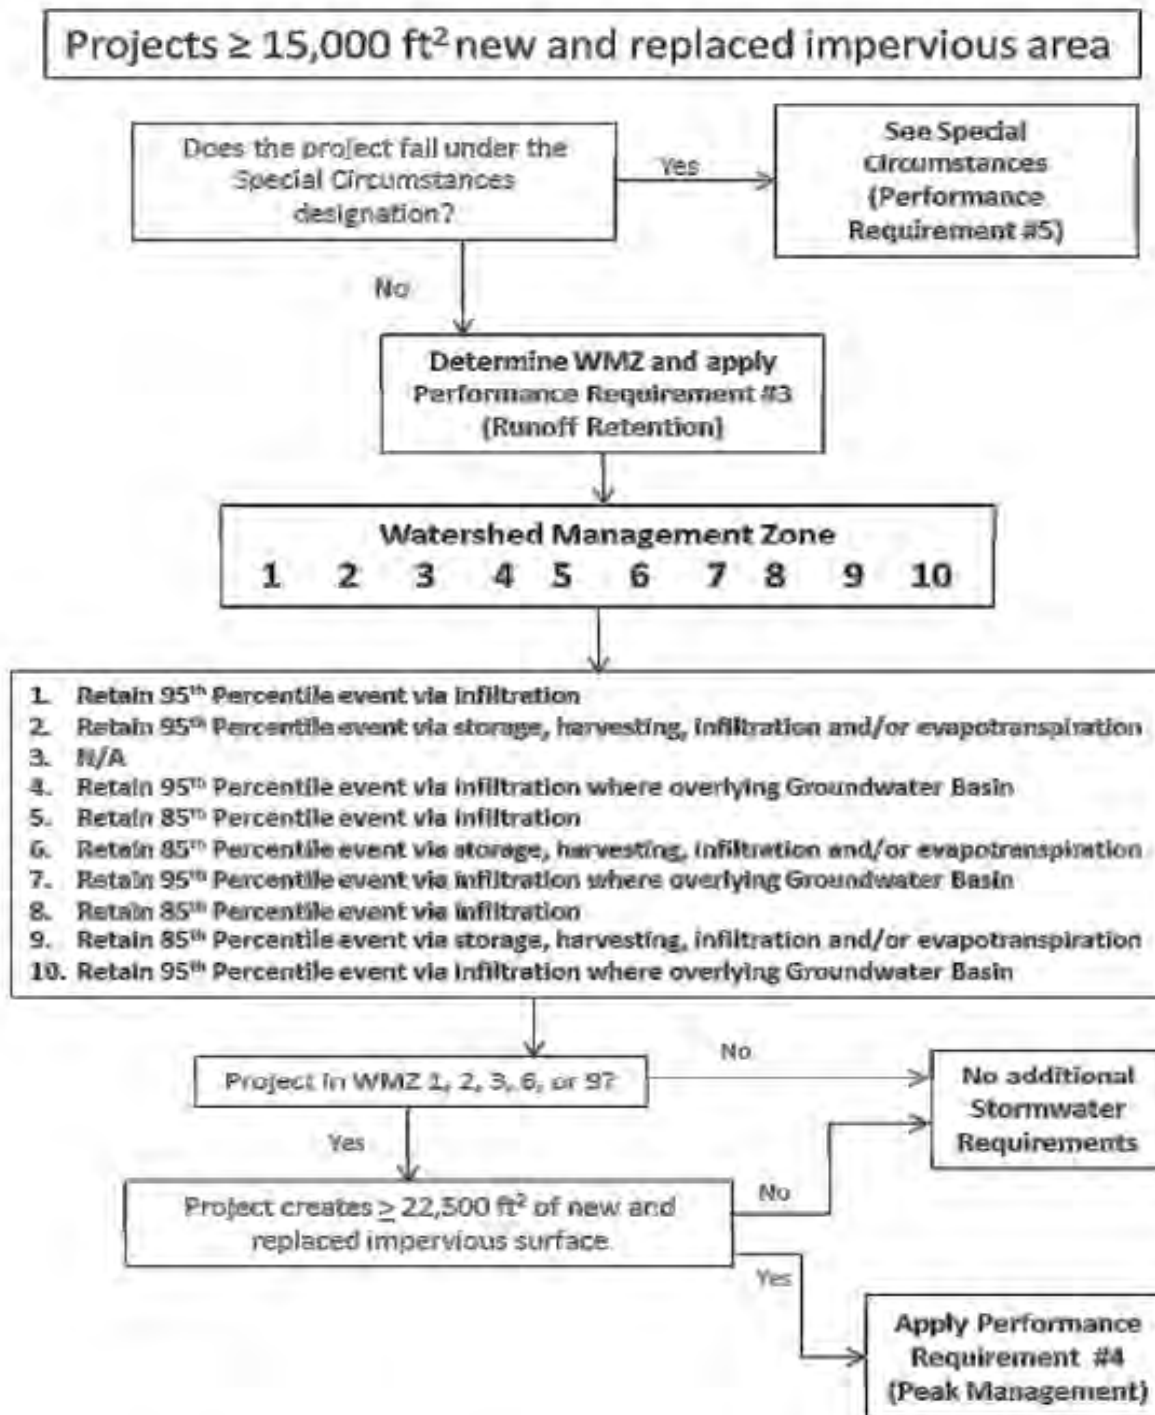 Projects ≥ 15,000 ft² new and replaced impervious area
Does the project fall under the
Special Circumstances
designation?
Yes
See Special
Circumstances
(Performance
Requirement #5)
No
Determine WMZ and apply
Performance Requirement #3
(Runoff Retention)
Watershed Management Zone
1 2 3 4 5 6 7 8 9 10
1. Retain 95th Percentile event via infiltration
2. Retain 95th Percentile event via storage, harvesting, infiltration and/or evapotranspiration
3. N/A
4. Retain 95th Percentile event via infiltration where overlying Groundwater Basin
5. Retain 85th Percentile event via infiltration
6. Retain 85th Percentile event via storage, harvesting, infiltration and/or evapotranspiration
7. Retain 95th Percentile event via infiltration where overlying Groundwater Basin
8. Retain 85th Percentile event via infiltration
9. Retain 85th Percentile event via storage, harvesting, infiltration and/or evapotranspiration
10. Retain 95th Percentile event via infiltration where overlying Groundwater Basin
Project in WMZ 1, 2, 3, 6, or 9?
No
No additional
Stormwater
Requirements
Yes
Project creates ≥ 22,500 ft² of new and
replaced impervious surface
No
Yes
Apply Performance
Requirement #4
(Peak Management)